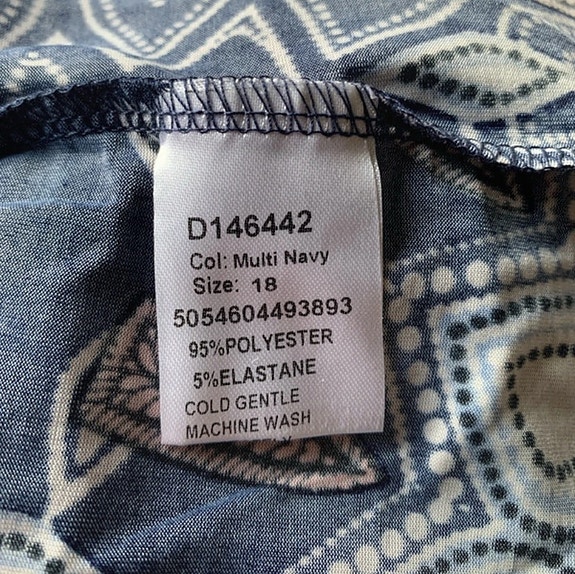 D146442
Col: Multi Navy
Size: 18
5054604493893
95%POLYESTER
5%ELASTANE
COLD GENTLE
MACHINE WASH